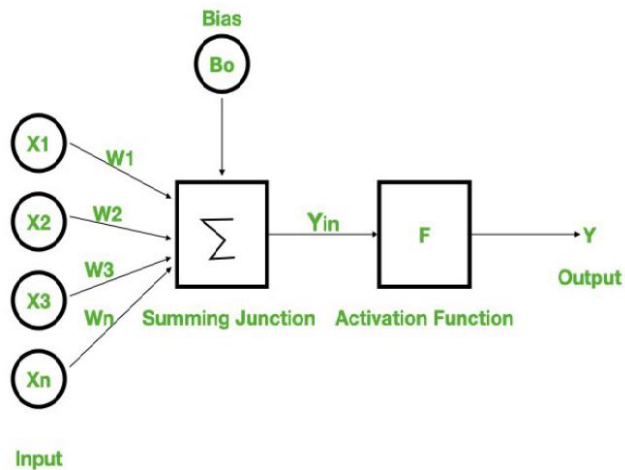 Bias
Bo
X1
W1
X2
W2
X3
W3
Wn
Xn
Σ
Yin
F
Y
Output
Summing Junction
Activation Function
Input